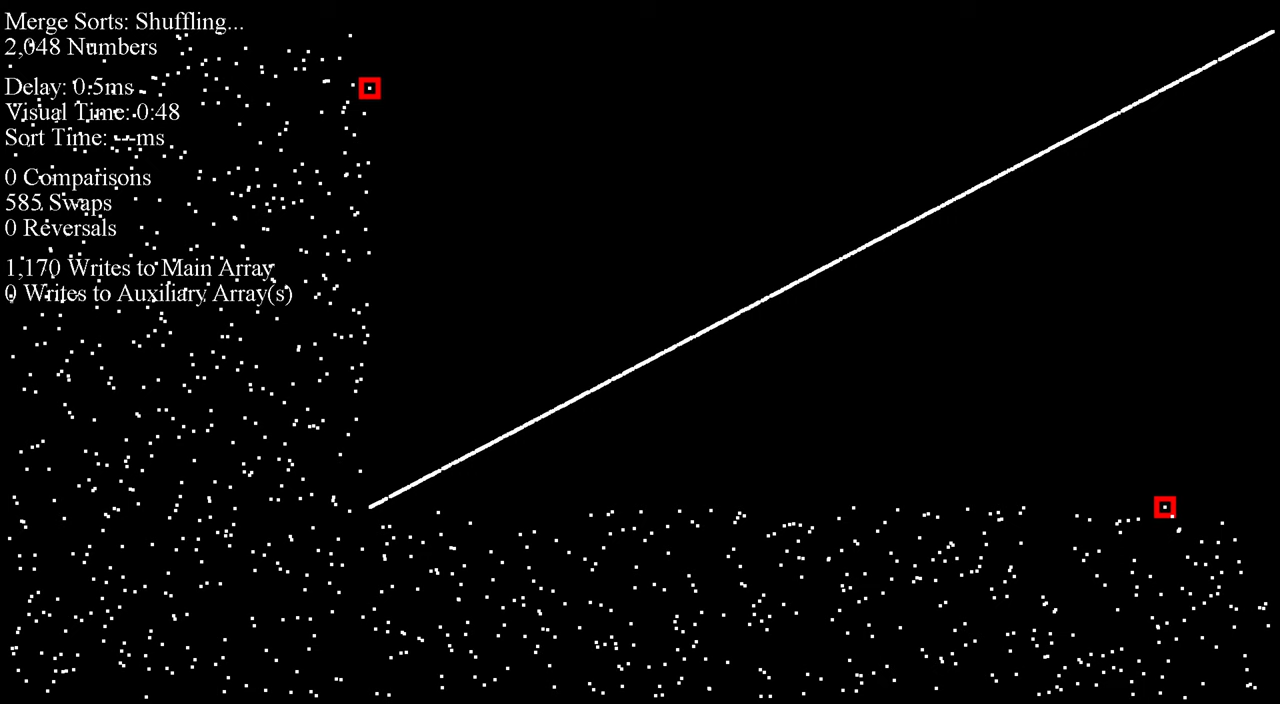 Merge Sorts: Shuffling...
2,048 Numbers
Delay: 0.5ms
Visual Time: 0:48
Sort Time: ---ms
0 Comparisons
585 Swaps
0 Reversals
1,170 Writes to Main Array
0 Writes to Auxiliary Array(s)